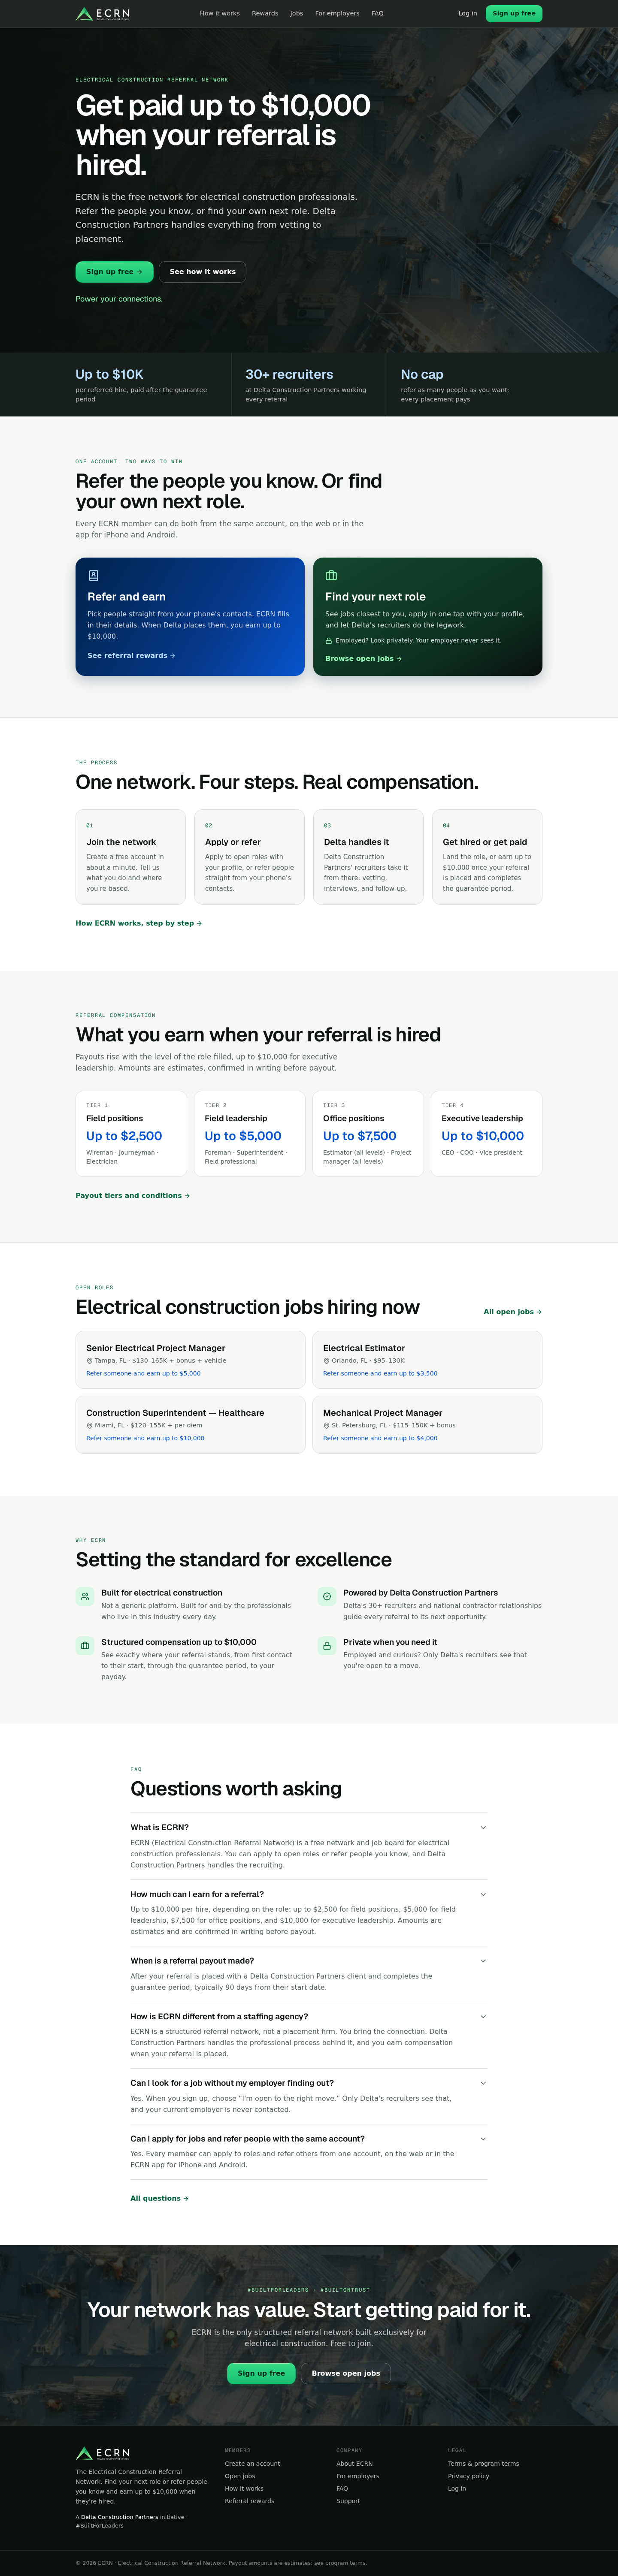 ECRN
How it works
Rewards
Jobs
For employers
FAQ
Log in
Sign up free
ELECTRICAL CONSTRUCTION REFERRAL NETWORK
Get paid up to $10,000
when your referral is
hired.
ECRN is the free network for electrical construction professionals.
Refer the people you know, or find your own next role. Delta
Construction Partners handles everything from vetting to
placement.
Sign up free →
See how it works
Power your connections.
Up to $10K
per referred hire, paid after the guarantee
period
30+ recruiters
at Delta Construction Partners working
every referral
No cap
refer as many people as you want;
every placement pays
ONE ACCOUNT, TWO WAYS TO WIN
Refer the people you know. Or find
your own next role.
Every ECRN member can do both from the same account, on the web or in the
app for iPhone and Android.
Refer and earn
Pick people straight from your phone's contacts. ECRN fills
in their details. When Delta places them, you earn up to
$10,000.
See referral rewards →
Find your next role
See jobs closest to you, apply in one tap with your profile,
and let Delta's recruiters do the legwork.
Employed? Look privately. Your employer never sees it.
Browse open jobs →
THE PROCESS
One network. Four steps. Real compensation.
01
Join the network
Create a free account in
about a minute. Tell us
what you do and where
you're based.
02
Apply or refer
Apply to open roles with
your profile, or refer people
straight from your phone's
contacts.
03
Delta handles it
Delta Construction
Partners' recruiters take it
from there: vetting,
interviews, and follow-up.
04
Get hired or get paid
Land the role, or earn up to
$10,000 once your referral
is placed and completes
the guarantee period.
How ECRN works, step by step →
REFERRAL COMPENSATION
What you earn when your referral is hired
Payouts rise with the level of the role filled, up to $10,000 for executive
leadership. Amounts are estimates, confirmed in writing before payout.
TIER 1
Field positions
Up to $2,500
Wireman · Journeyman ·
Electrician
TIER 2
Field leadership
Up to $5,000
Foreman · Superintendent ·
Field professional
TIER 3
Office positions
Up to $7,500
Estimator (all levels) · Project
manager (all levels)
TIER 4
Executive leadership
Up to $10,000
CEO · COO · Vice president
Payout tiers and conditions →
OPEN ROLES
Electrical construction jobs hiring now
All open jobs →
Senior Electrical Project Manager
Tampa, FL · $130–165K + bonus + vehicle
Refer someone and earn up to $5,000
Electrical Estimator
Orlando, FL · $95–130K
Refer someone and earn up to $3,500
Construction Superintendent — Healthcare
Miami, FL · $120–155K + per diem
Refer someone and earn up to $10,000
Mechanical Project Manager
St. Petersburg, FL · $115–150K + bonus
Refer someone and earn up to $4,000
WHY ECRN
Setting the standard for excellence
Built for electrical construction
Not a generic platform. Built for and by the professionals
who live in this industry every day.
Powered by Delta Construction Partners
Delta's 30+ recruiters and national contractor relationships
guide every referral to its next opportunity.
Structured compensation up to $10,000
See exactly where your referral stands, from first contact
to their start, through the guarantee period, to your
payday.
Private when you need it
Employed and curious? Only Delta's recruiters see that
you're open to a move.
FAQ
Questions worth asking
What is ECRN?
ECRN (Electrical Construction Referral Network) is a free network and job board for electrical
construction professionals. You can apply to open roles or refer people you know, and Delta
Construction Partners handles the recruiting.
How much can I earn for a referral?
Up to $10,000 per hire, depending on the role: up to $2,500 for field positions, $5,000 for field
leadership, $7,500 for office positions, and $10,000 for executive leadership. Amounts are
estimates and are confirmed in writing before payout.
When is a referral payout made?
After your referral is placed with a Delta Construction Partners client and completes the
guarantee period, typically 90 days from their start date.
How is ECRN different from a staffing agency?
ECRN is a structured referral network, not a placement firm. You bring the connection. Delta
Construction Partners handles the professional process behind it, and you earn compensation
when your referral is placed.
Can I look for a job without my employer finding out?
Yes. When you sign up, choose "I'm open to the right move." Only Delta's recruiters see that,
and your current employer is never contacted.
Can I apply for jobs and refer people with the same account?
Yes. Every member can apply to roles and refer others from one account, on the web or in the
ECRN app for iPhone and Android.
All questions →
#BUILTFORLEADERS · #BUILTONTRUST
Your network has value. Start getting paid for it.
ECRN is the only structured referral network built exclusively for
electrical construction. Free to join.
Sign up free
Browse open jobs
ECRN
The Electrical Construction Referral
Network. Find your next role or refer people
you know and earn up to $10,000 when
they're hired.
A Delta Construction Partners initiative ·
#BuiltForLeaders
MEMBERS
Create an account
Open jobs
How it works
Referral rewards
COMPANY
About ECRN
For employers
FAQ
Support
LEGAL
Terms & program terms
Privacy policy
Log in
© 2026 ECRN · Electrical Construction Referral Network. Payout amounts are estimates; see program terms.